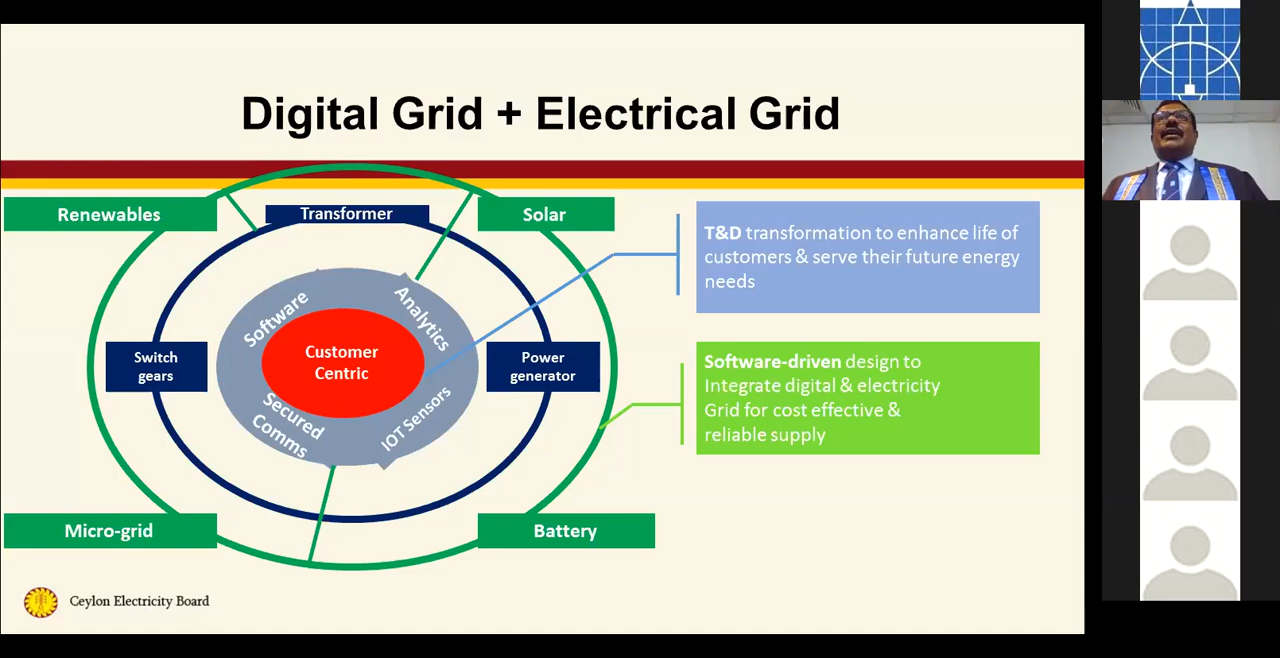 Digital Grid + Electrical Grid
Renewables
Transformer
Solar
Software
Analytics
Switch
gears
Customer
Centric
Power
generator
Secured
Comms
IOT Sensors
Micro-grid
Battery
T&D transformation to enhance life of
customers & serve their future energy
needs
Software-driven design to
Integrate digital & electricity
Grid for cost effective &
reliable supply
Ceylon Electricity Board